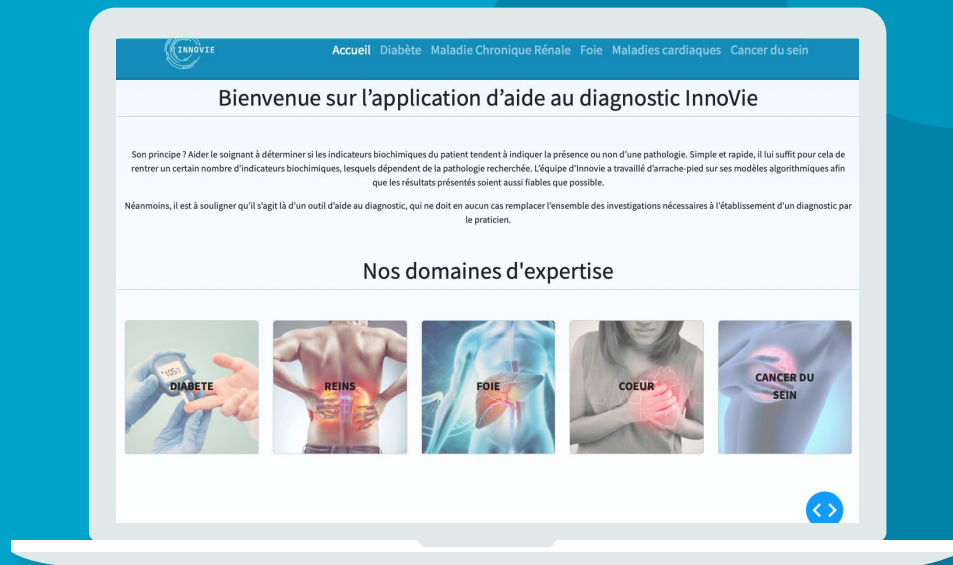 INNOVIE
Accueil Diabète Maladie Chronique Rénale Foie Maladies cardiaques Cancer du sein
Bienvenue sur l’application d’aide au diagnostic InnoVie
Son principe ? Aider le soignant à déterminer si les indicateurs biochimiques du patient tendent à indiquer la présence ou non d’une pathologie. Simple et rapide, il lui suffit pour cela de
rentrer un certain nombre d’indicateurs biochimiques, lesquels dépendent de la pathologie recherchée. L’équipe d’Innovie a travaillé d’arrache-pied sur ses modèles algorithmiques afin
que les résultats présentés soient aussi fiables que possible.
Néanmoins, il est à souligner qu’il s’agit là d’un outil d’aide au diagnostic, qui ne doit en aucun cas remplacer l’ensemble des investigations nécessaires à l’établissement d’un diagnostic par
le praticien.
Nos domaines d'expertise
DIABETE
REINS
FOIE
COEUR
CANCER DU
SEIN